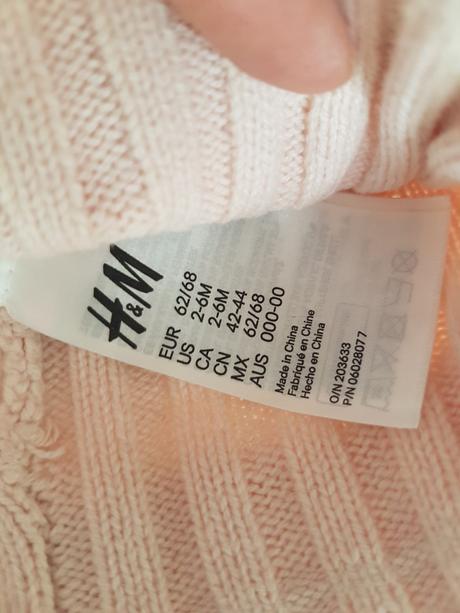 H&M
EUR 62/68
US 2-6M
CA 2-6M
CN 42-44
MX 62/68
AUS 000-00
Made in China
Fabriqué en Chine
Hecho en China
O/N 203633
P/N 06028077